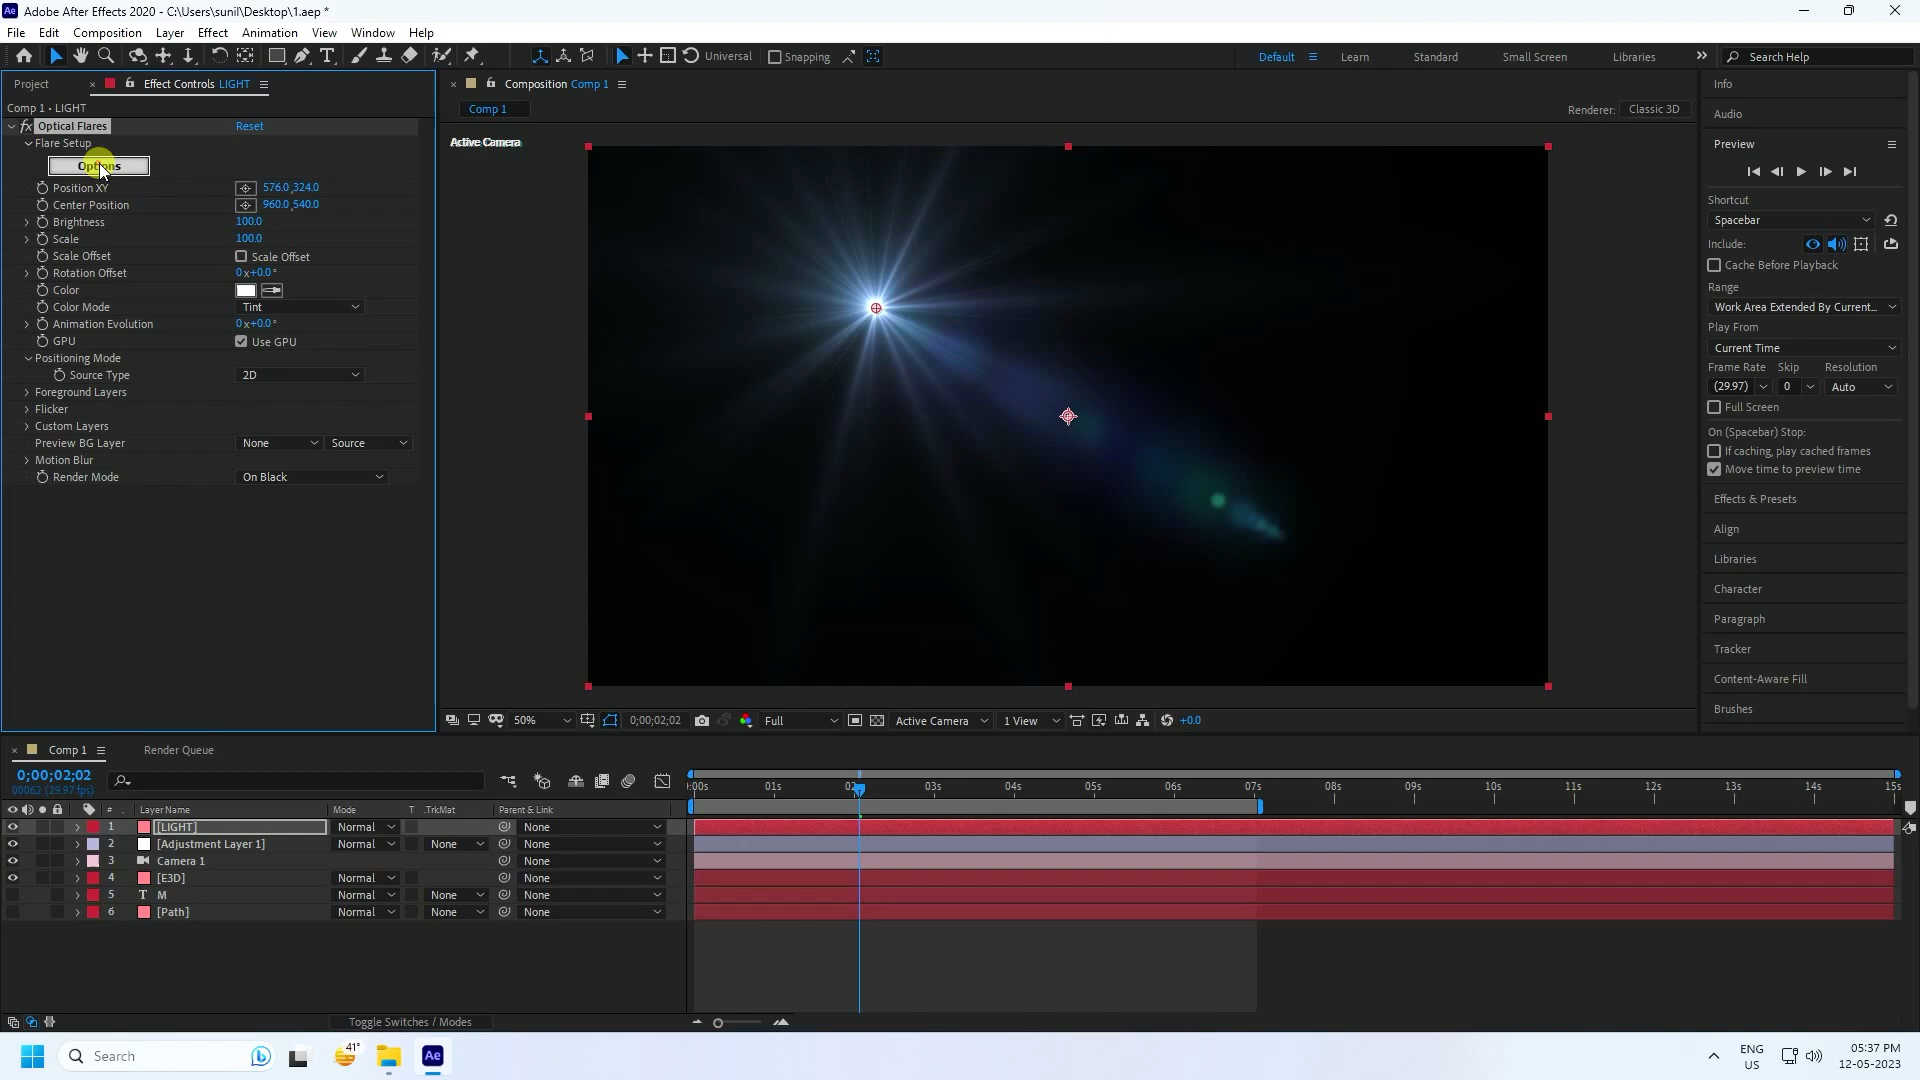 Adobe After Effects 2020 - C:\Users\sunil\Desktop\1.aep *
File Edit Composition Layer Effect Animation View Window Help
Universal Snapping Default Learn Standard Small Screen Libraries Search Help
Project Effect Controls LIGHT
Comp 1 • LIGHT
fx Optical Flares Reset
Flare Setup
Options
Position XY 576.0,324.0
Center Position 960.0,540.0
Brightness 100.0
Scale 100.0
Scale Offset Scale Offset
Rotation Offset 0x+0.0°
Color
Color Mode Tint
Animation Evolution 0x+0.0°
GPU Use GPU
Positioning Mode
Source Type 2D
Foreground Layers
Flicker
Custom Layers
Preview BG Layer None Source
Motion Blur
Render Mode On Black
Composition Comp 1
Comp 1
Renderer: Classic 3D
Active Camera
50% 0;00;02;02 Full Active Camera 1 View +0.0
Info
Audio
Preview
Shortcut
Spacebar
Include:
Cache Before Playback
Range
Work Area Extended By Current...
Play From
Current Time
Frame Rate Skip Resolution
(29.97) 0 Auto
Full Screen
On (Spacebar) Stop:
If caching, play cached frames
Move time to preview time
Effects & Presets
Align
Libraries
Character
Paragraph
Tracker
Content-Aware Fill
Brushes
Comp 1 Render Queue
0;00;02;02
00062 (29.97 fps)
:00s 01s 02s 03s 04s 05s 06s 07s 08s 09s 10s 11s 12s 13s 14s 15s
# Layer Name Mode T .TrkMat Parent & Link
1 [LIGHT] Normal None
2 [Adjustment Layer 1] Normal None None
3 Camera 1 None
4 [E3D] Normal None
5 T M Normal None None
6 [Path] Normal None None
Toggle Switches / Modes
Search 41° Ae
ENG
US
05:37 PM
12-05-2023